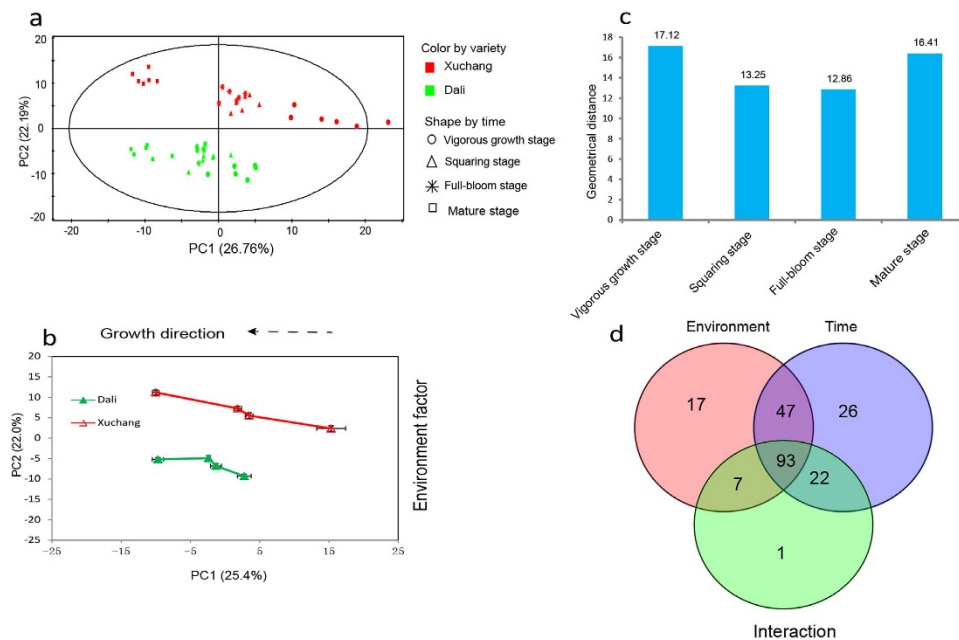 a
20
10
0
-10
-20
PC2 (22.19%)
-20
-10
0
10
20
PC1 (26.76%)
Color by variety
Xuchang
Dali
Shape by time
Vigorous growth stage
Squaring stage
Full-bloom stage
Mature stage
c
18
16
14
12
10
8
6
4
2
0
Geometrical distance
17.12
13.25
12.86
16.41
Vigorous growth stage
Squaring stage
Full-bloom stage
Mature stage
b
Growth direction
20
15
10
5
0
-5
-10
-15
-20
-25
PC2 (22.0%)
Dali
Xuchang
-25
-15
-5
5
15
25
PC1 (25.4%)
Environment factor
d
Environment
Time
17
47
26
93
7
22
1
Interaction